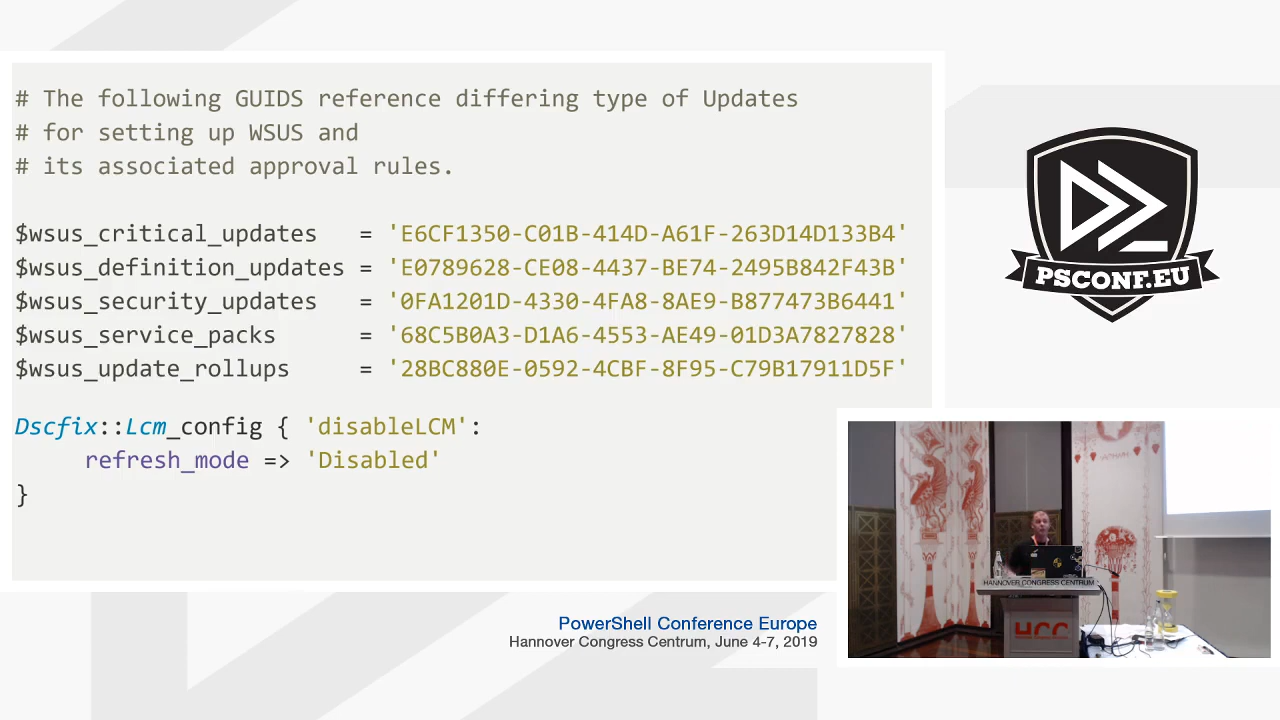 # The following GUIDS reference differing type of Updates
# for setting up WSUS and
# its associated approval rules.
$wsus_critical_updates = 'E6CF1350-C01B-414D-A61F-263D14D133B4'
$wsus_definition_updates = 'E0789628-CE08-4437-BE74-2495B842F43B'
$wsus_security_updates = '0FA1201D-4330-4FA8-8AE9-B877473B6441'
$wsus_service_packs = '68C5B0A3-D1A6-4553-AE49-01D3A7827828'
$wsus_update_rollups = '28BC880E-0592-4CBF-8F95-C79B17911D5F'
Dscfix::Lcm_config { 'disableLCM':
refresh_mode => 'Disabled'
}
PSCONF.EU
HANNOVER CONGRESS CENTRUM
HCC
PowerShell Conference Europe
Hannover Congress Centrum, June 4-7, 2019